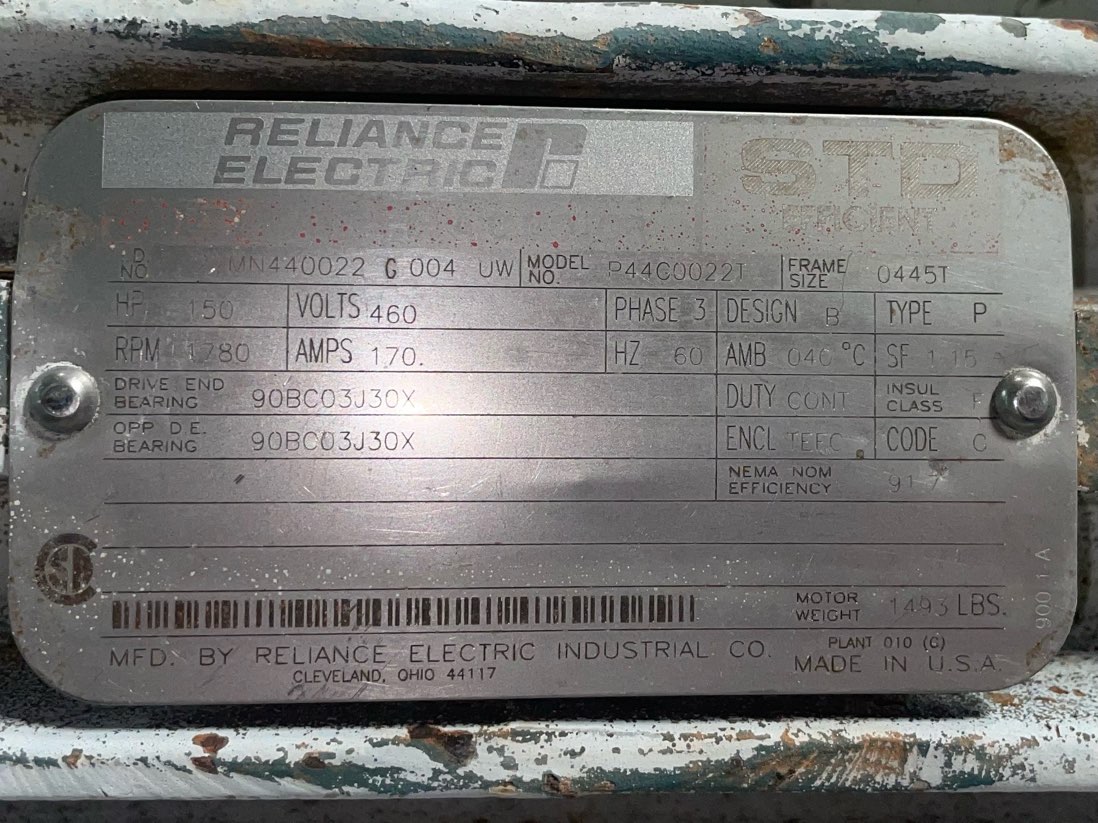 RELIANCE
ELECTRIC
STD
EFFICIENT
I.D. NO. MN440022 G 004 UW MODEL NO. P44G0022T FRAME SIZE 0445T
HP 150 VOLTS 460 PHASE 3 DESIGN B TYPE P
RPM 1780 AMPS 170. HZ 60 AMB 040 °C SF 1.15
DRIVE END BEARING 90BC03J30X DUTY CONT INSUL CLASS F
OPP D.E. BEARING 90BC03J30X ENCL TEFC CODE G
NEMA NOM EFFICIENCY 91.7
9001A
MOTOR WEIGHT 1493 LBS.
MFD. BY RELIANCE ELECTRIC INDUSTRIAL CO. PLANT 010 (G)
CLEVELAND, OHIO 44117 MADE IN U.S.A.